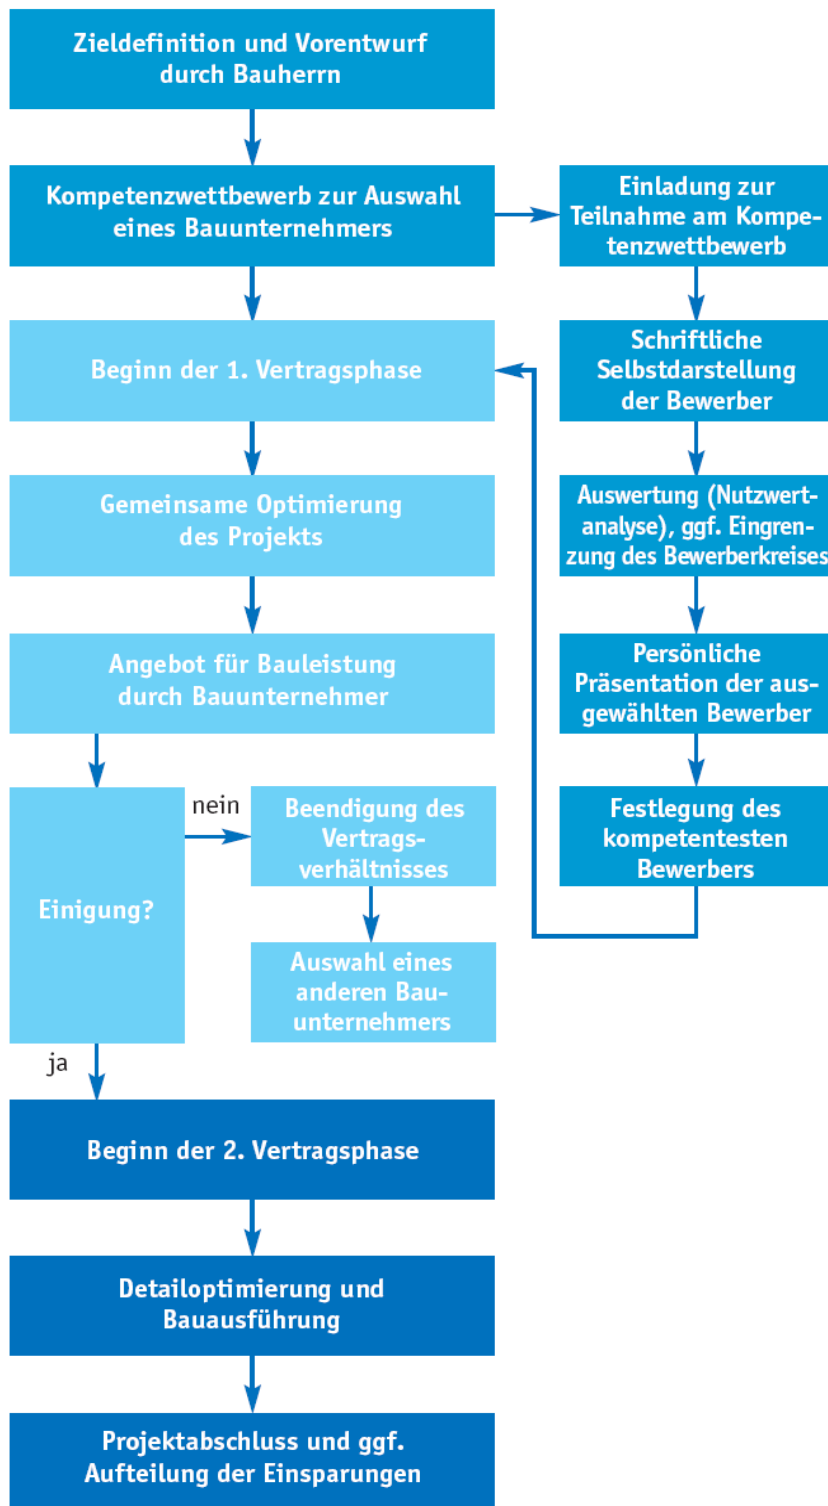 Zieldefinition und Vorentwurf
durch Bauherrn
Kompetenzwettbewerb zur Auswahl
eines Bauunternehmers
Einladung zur
Teilnahme am Kompe-
tenzwettbewerb
Beginn der 1. Vertragsphase
Schriftliche
Selbstdarstellung
der Bewerber
Gemeinsame Optimierung
des Projekts
Auswertung (Nutzwert-
analyse), ggf. Eingren-
zung des Bewerberkreises
Angebot für Bauleistung
durch Bauunternehmer
Persönliche
Präsentation der aus-
gewählten Bewerber
Einigung?
nein
Beendigung des
Vertrags-
verhältnisses
Festlegung des
kompetentesten
Bewerbers
Auswahl eines
anderen Bau-
unternehmers
ja
Beginn der 2. Vertragsphase
Detailoptimierung und
Bauausführung
Projektabschluss und ggf.
Aufteilung der Einsparungen